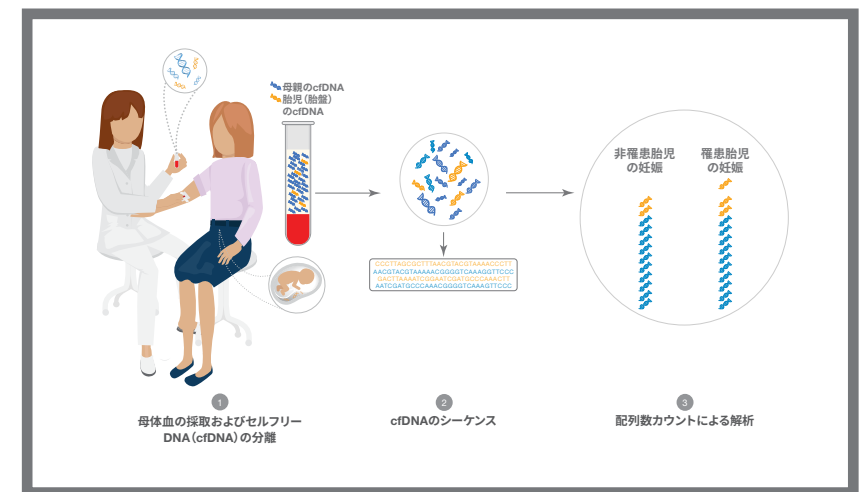 母親のcfDNA
胎児（胎盤）
のcfDNA
CCCTTAGCGCTTTAACGTACGTAAAACCCTT
AACGTACGTAAAAACGGGGTCAAAGGTTCCC
GACTTAAAATCGGAATCGATGCCCAAACTT
AATCGATGCCCAAACGGGGTCAAAGTTCCC
非罹患胎児
の妊娠
罹患胎児
の妊娠
1
母体血の採取およびセルフリー
DNA（cfDNA）の分離
2
cfDNAのシーケンス
3
配列数カウントによる解析